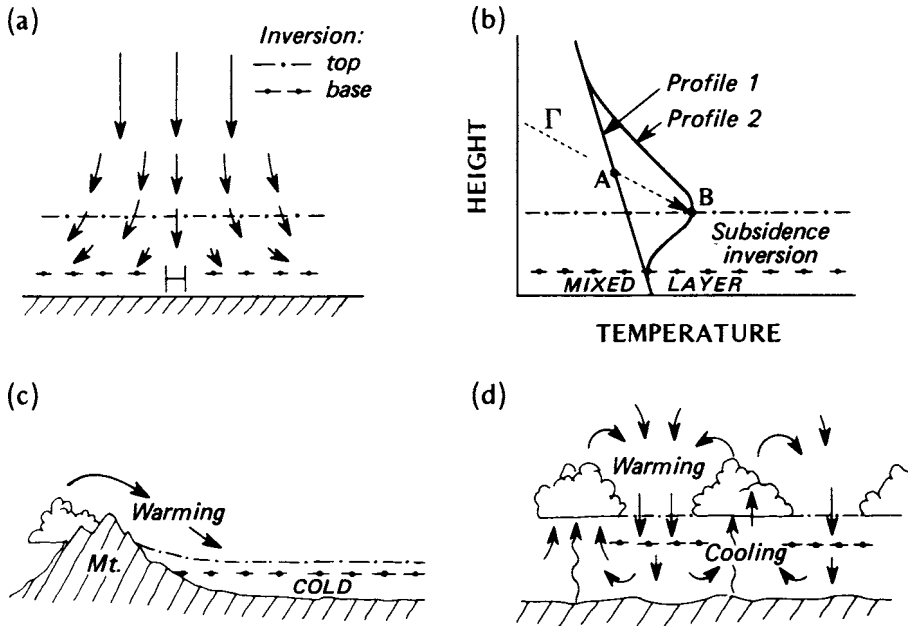 (a)
Inversion:
top
base
H
(b)
HEIGHT
Γ
Profile 1
Profile 2
A
B
Subsidence
inversion
MIXED LAYER
TEMPERATURE
(c)
Warming
Mt.
COLD
(d)
Warming
Cooling